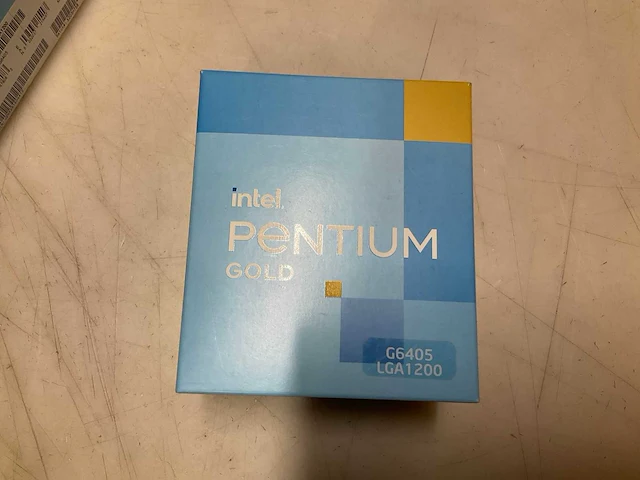 intel.
PENTIUM
GOLD
G6405
LGA1200